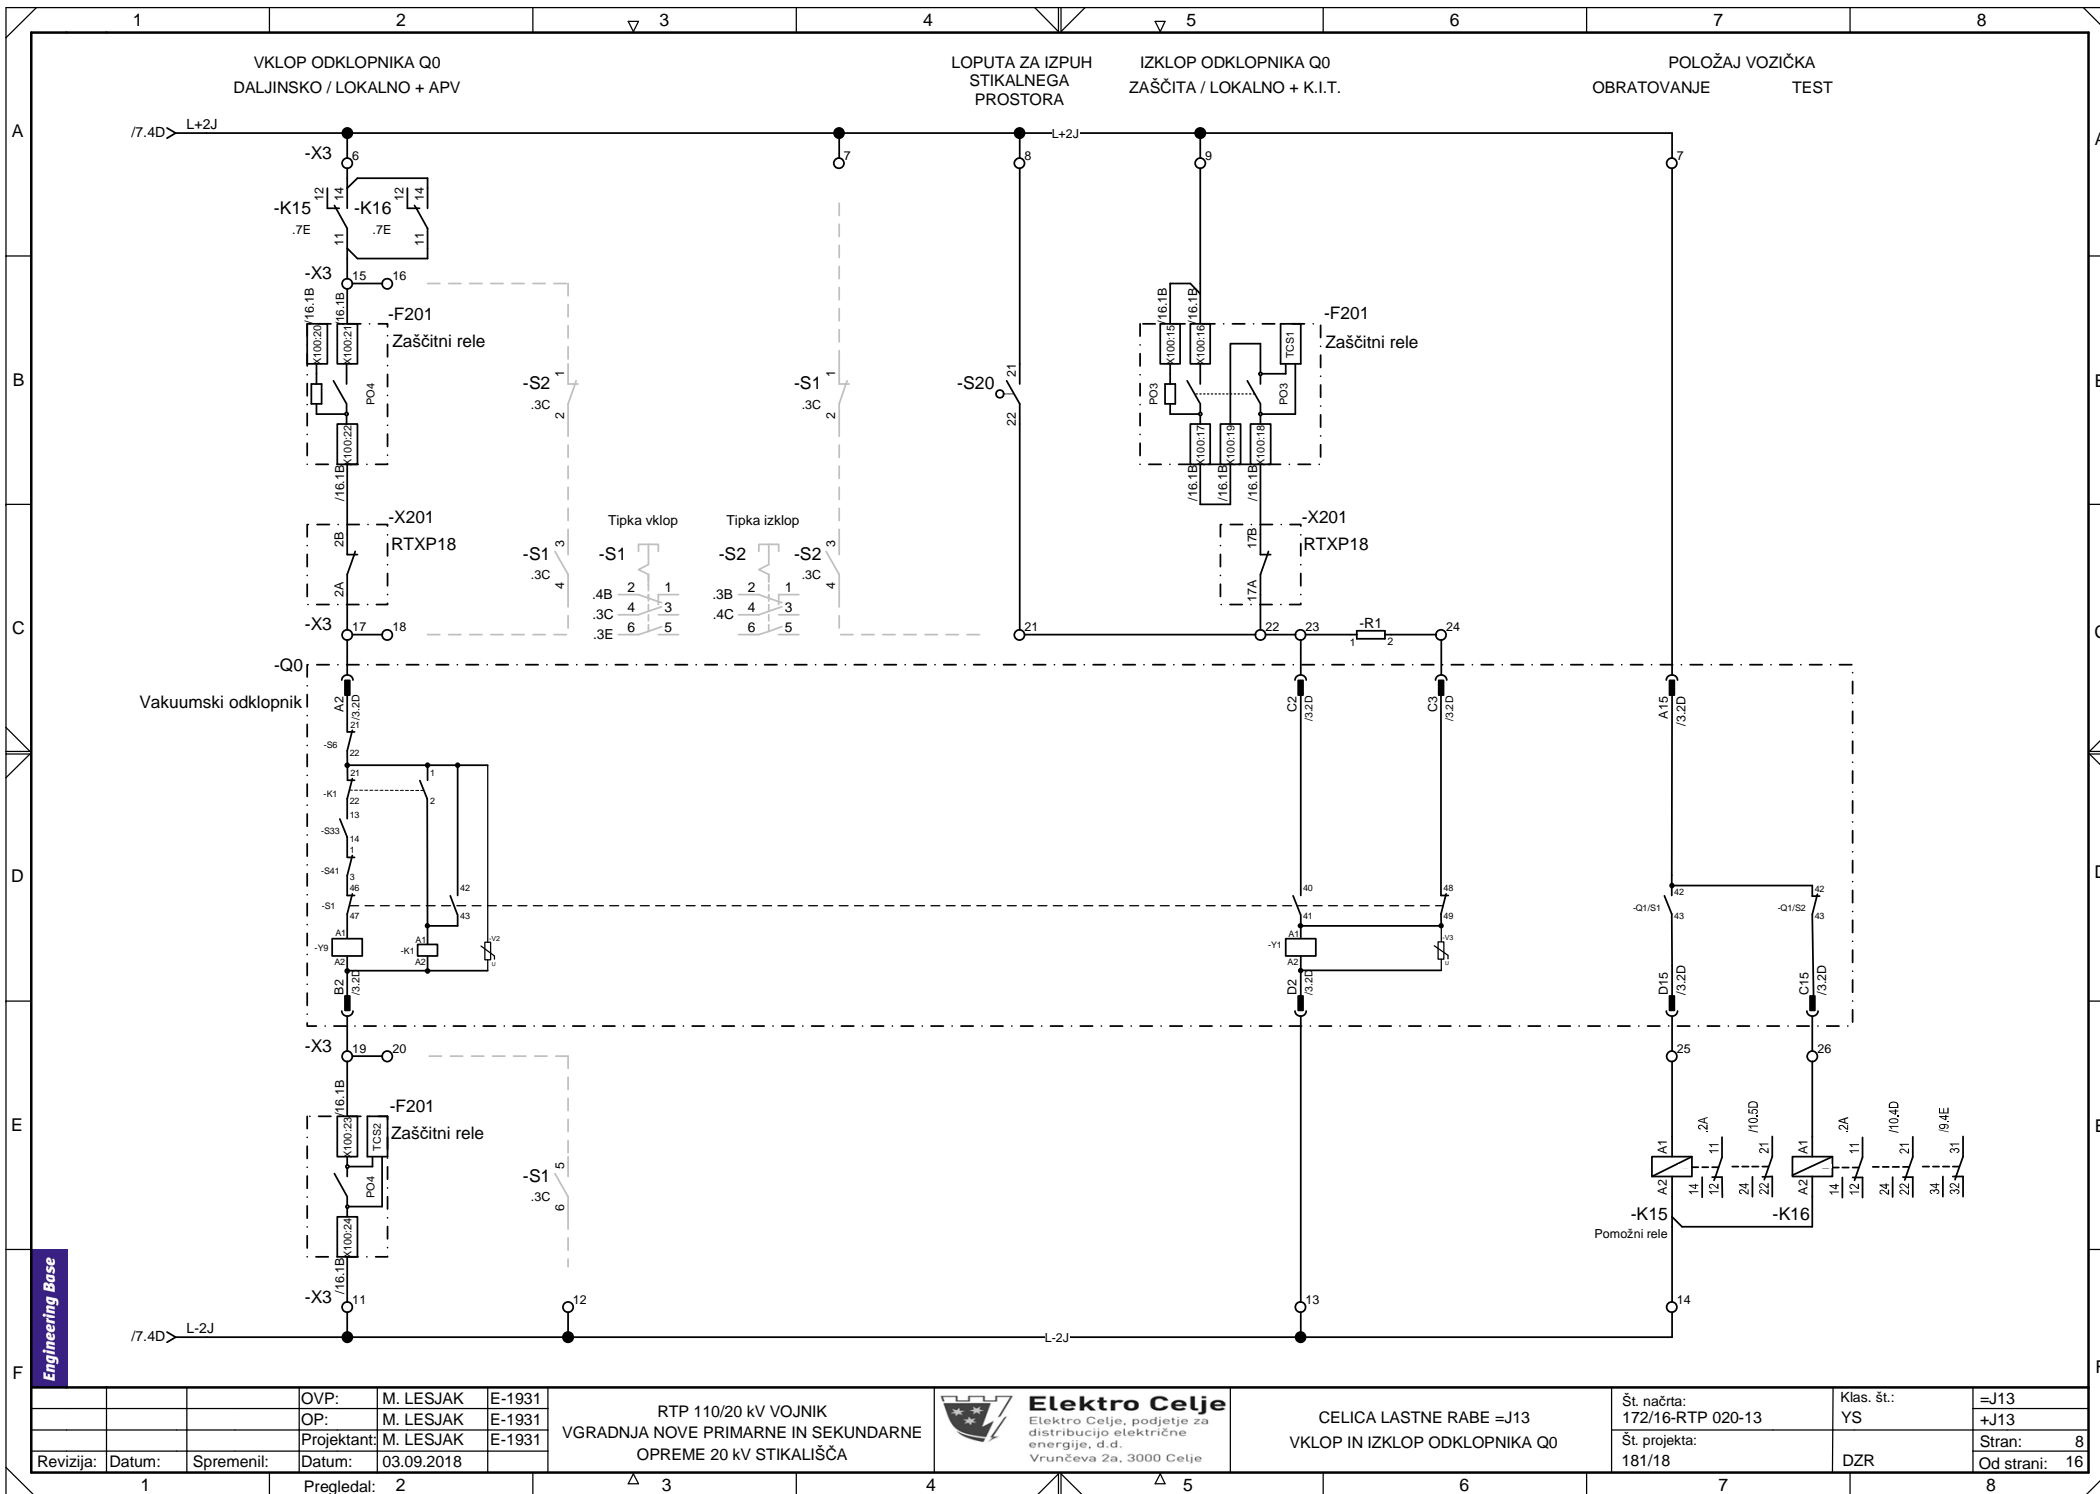 1 2 3 4 5 6 7 8
VKLOP ODKLOPNIKA Q0
DALJINSKO / LOKALNO + APV
LOPUTA ZA IZPUH
STIKALNEGA
PROSTORA
IZKLOP ODKLOPNIKA Q0
ZAŠČITA / LOKALNO + K.I.T.
POLOŽAJ VOZIČKA
OBRATOVANJE TEST
A
/7.4D L+2J
L+2J
-X3 6
7
8
9
7
12 14 12 14
-K15 -K16
.7E .7E
11 11
-X3 15 16
/16.1B /16.1B
-F201
Zaščitni rele
X100:20 X100:21
PO4
X100:22
/16.1B
B
-S2 1
.3C
2
-S1 1
.3C
2
-S20 21
22
/16.1B /16.1B
-F201
Zaščitni rele
X100:15 X100:16 TCS1
PO3 PO3
X100:17 X100:19 X100:18
/16.1B /16.1B /16.1B
-X201
RTXP18
2B
2A
-X3 17 18
C
-S1 3
.3C
4
Tipka vklop
-S1
.4B 2 1
.3C 4 3
.3E 6 5
Tipka izklop
-S2
.3B 2 1
.4C 4 3
6 5
-S2 3
.3C
4
-X201
RTXP18
17B
17A
21 22 23 -R1 24
1 2
-Q0
Vakuumski odklopnik
A2 /3.2D
C2 /3.2D
C3 /3.2D
A15 /3.2D
21
-S6
22
21
-K1
22
1
2
13
-S33
14
1
-S41
3
46
-S1
47
42
43
D
A1
-Y9
A2
A1
-K1
A2
-V2
U
B2 /3.2D
40
41
48
49
A1
-Y1
A2
-V3
U
D2 /3.2D
42
-Q1/S1
43
42
-Q1/S2
43
D15 /3.2D
C15 /3.2D
-X3 19 20
25
26
E
/16.1B
-F201
Zaščitni rele
X100:23 TCS2
PO4
X100:24
/16.1B
-S1 5
.3C
6
A1
A2
.2A /10.5D
11 21
14 12 24 22
-K15
Pomožni rele
A1
A2
.2A /10.4D /9.4E
11 21 31
14 12 24 22 34 32
-K16
-X3 11
12
13
14
/7.4D L-2J
L-2J
F
Engineering Base
OVP: M. LESJAK E-1931
OP: M. LESJAK E-1931
Projektant: M. LESJAK E-1931
Revizija: Datum: Spremenil: Datum: 03.09.2018
Pregledal:
RTP 110/20 kV VOJNIK
VGRADNJA NOVE PRIMARNE IN SEKUNDARNE
OPREME 20 kV STIKALIŠČA
Elektro Celje
Elektro Celje, podjetje za
distribucijo električne
energije, d.d.
Vrunčeva 2a, 3000 Celje
CELICA LASTNE RABE =J13
VKLOP IN IZKLOP ODKLOPNIKA Q0
Št. načrta:
172/16-RTP 020-13
Št. projekta:
181/18
Klas. št.:
YS
DZR
=J13
+J13
Stran: 8
Od strani: 16
1 2 3 4 5 6 7 8